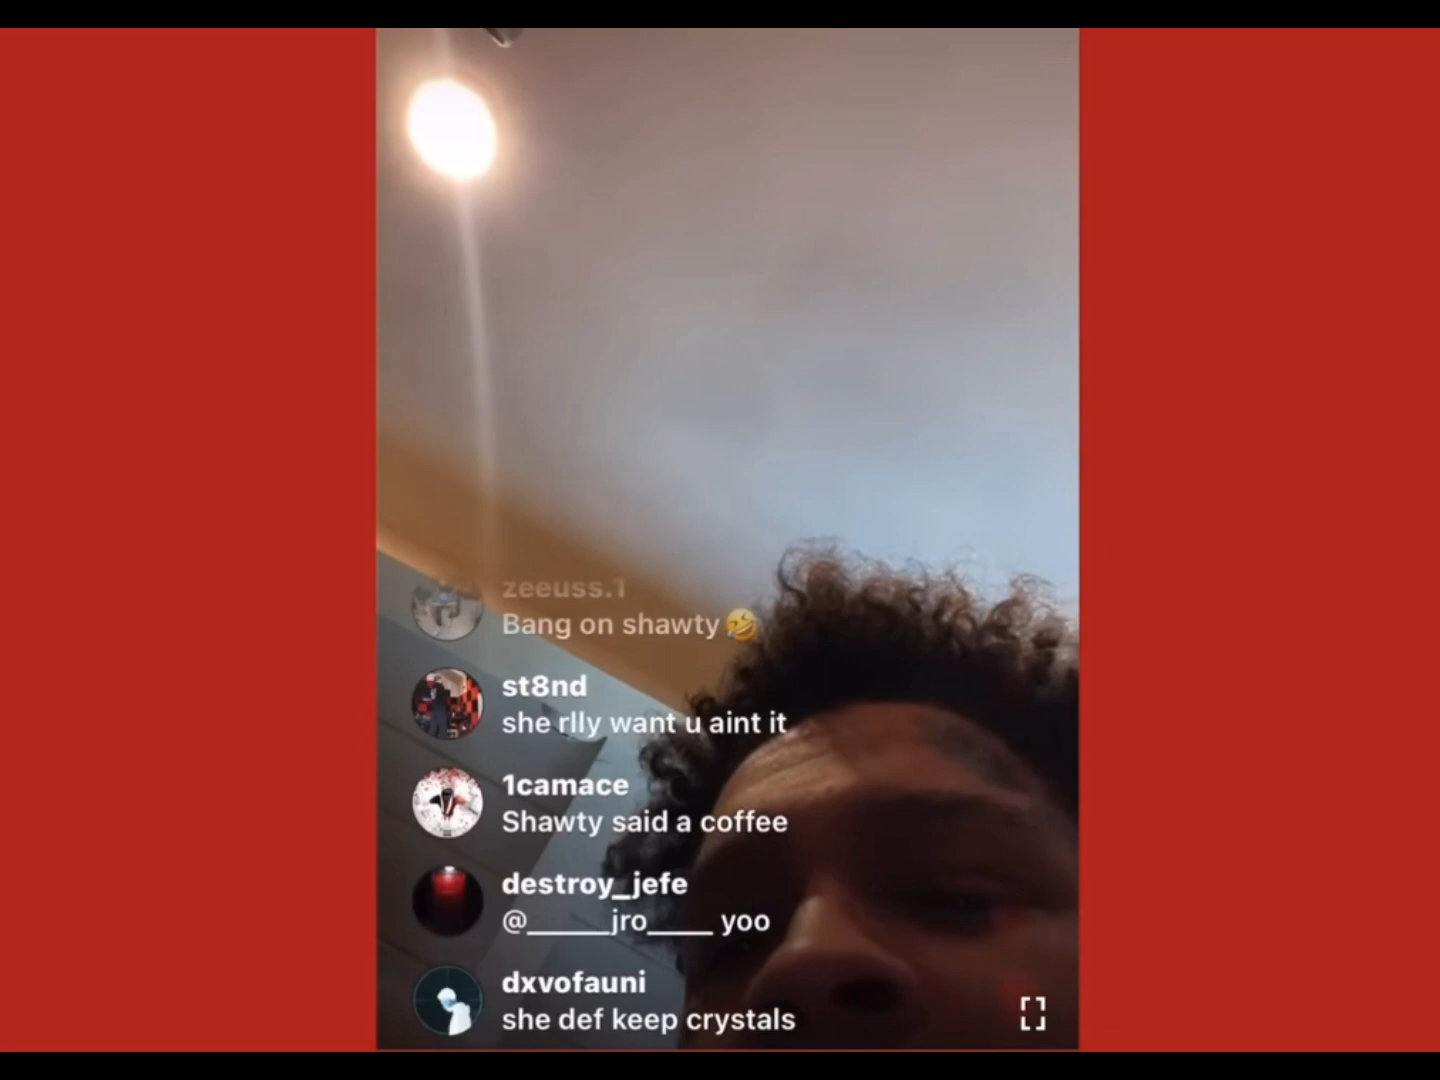 zeeuss.1
Bang on shawty🤣
st8nd
she rlly want u aint it
1camace
Shawty said a coffee
destroy_jefe
@______jro_____ yoo
dxvofauni
she def keep crystals